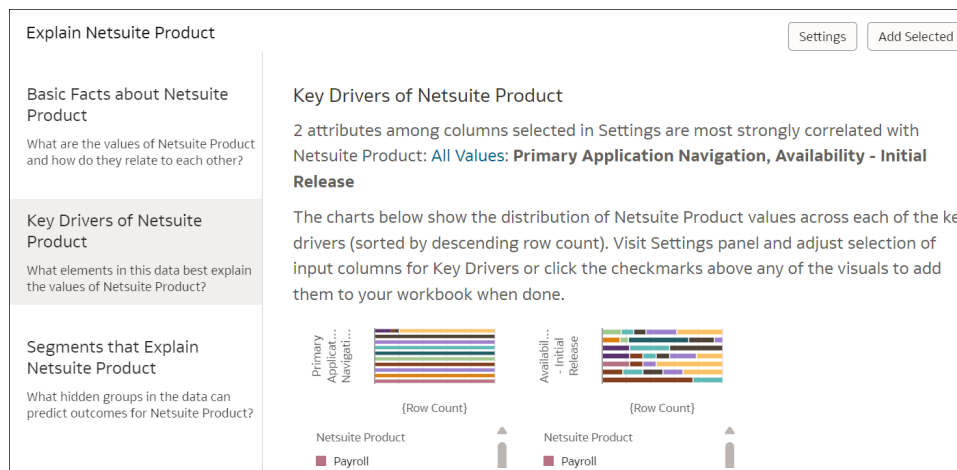 Explain Netsuite Product
Settings
Add Selected
Basic Facts about Netsuite
Product
What are the values of Netsuite Product
and how do they relate to each other?
Key Drivers of Netsuite
Product
What elements in this data best explain
the values of Netsuite Product?
Segments that Explain
Netsuite Product
What hidden groups in the data can
predict outcomes for Netsuite Product?
Key Drivers of Netsuite Product
2 attributes among columns selected in Settings are most strongly correlated with
Netsuite Product: All Values: Primary Application Navigation, Availability - Initial
Release
The charts below show the distribution of Netsuite Product values across each of the ke
drivers (sorted by descending row count). Visit Settings panel and adjust selection of
input columns for Key Drivers or click the checkmarks above any of the visuals to add
them to your workbook when done.
Primary
Applicat...
Navigati...
{Row Count}
Netsuite Product
Payroll
Availabil...
- Initial
Release
{Row Count}
Netsuite Product
Payroll